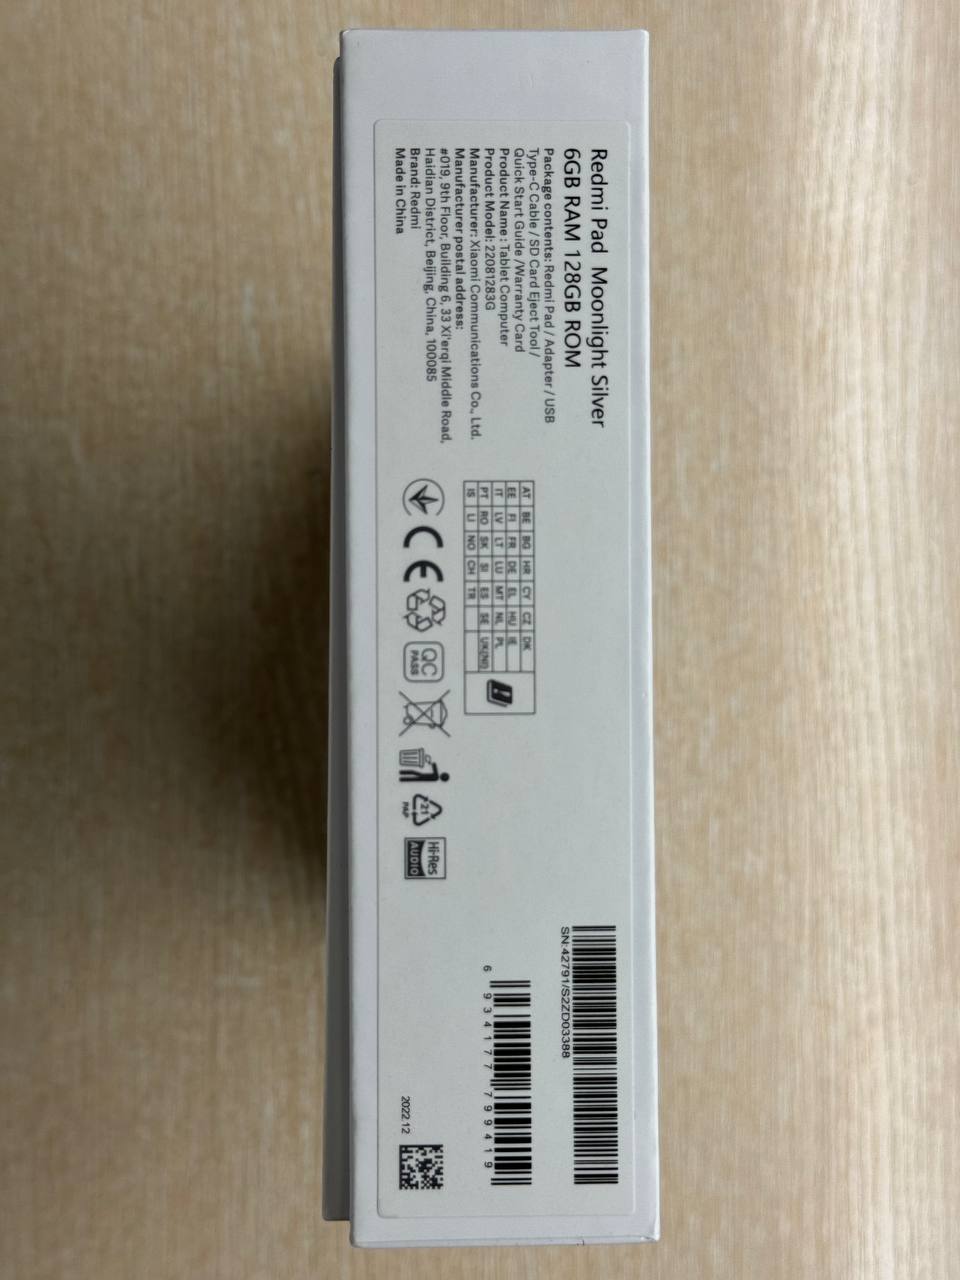 Redmi Pad Moonlight Silver
6GB RAM 128GB ROM
Package contents: Redmi Pad / Adapter / USB
Type-C Cable / SD Card Eject Tool /
Quick Start Guide /Warranty Card
Product Name : Tablet Computer
Product Model: 22081283G
Manufacturer: Xiaomi Communications Co., Ltd.
Manufacturer postal address:
#019, 9th Floor, Building 6, 33 Xi'erqi Middle Road,
Haidian District, Beijing, China, 100085
Brand: Redmi
Made in China
AT BE BG HR CY CZ DK
EE FI FR DE EL HU IE
IT LV LT LU MT NL PL
PT RO SK SI ES SE UK(NI)
IS LI NO CH TR
CE
QC
PASS
21
PAP
Hi-Res
AUDIO
SN:42791/S2ZD03388
6 934177 799419
2022.12